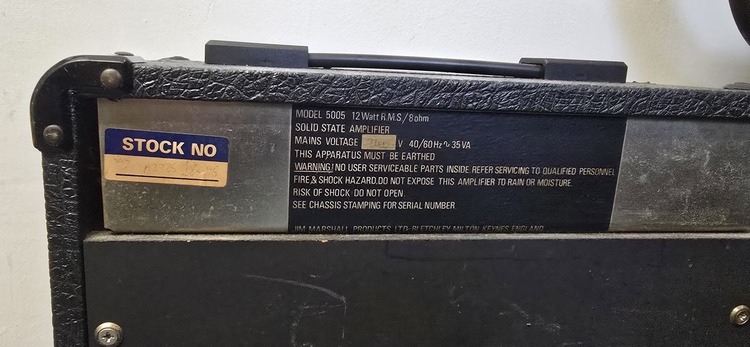 STOCK NO
MODEL 5005 12 Watt R.M.S/8ohm
SOLID STATE AMPLIFIER
MAINS VOLTAGE V 40/60Hz~35VA
THIS APPARATUS MUST BE EARTHED
WARNING! NO USER SERVICEABLE PARTS INSIDE.REFER SERVICING TO QUALIFIED PERSONNEL
FIRE & SHOCK HAZARD.DO NOT EXPOSE THIS AMPLIFIER TO RAIN OR MOISTURE.
RISK OF SHOCK: DO NOT OPEN.
SEE CHASSIS STAMPING FOR SERIAL NUMBER.
JIM MARSHALL PRODUCTS LTD: BLETCHLEY MILTON KEYNES ENGLAND